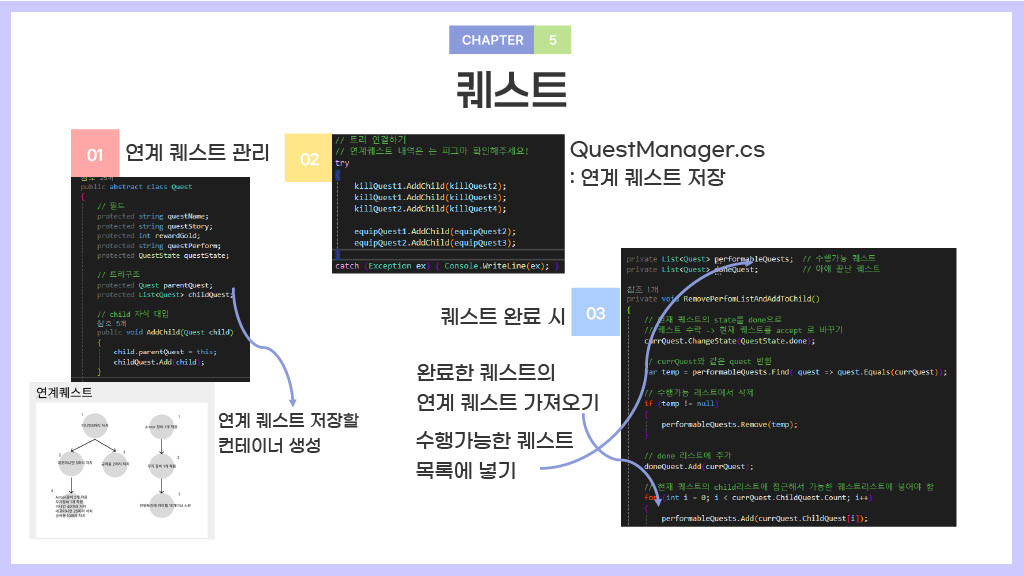 CHAPTER 5
퀘스트
01
연계 퀘스트 관리
public abstract class Quest
{
// 필드
protected string questName;
protected string questStory;
protected int rewardGold;
protected string questPerform;
protected QuestState questState;
// 트리구조
protected Quest parentQuest;
protected List<Quest> childQuest;
// child 자식 대입
참조 5개
public void AddChild(Quest child)
{
child.parentQuest = this;
childQuest.Add(child);
}
연계퀘스트
연계 퀘스트 저장할
컨테이너 생성
02
// 트리 연결하기
// 연계퀘스트 내역은 는 피그마 확인해주세요!
try
{
killQuest1.AddChild(killQuest2);
killQuest1.AddChild(killQuest3);
killQuest2.AddChild(killQuest4);
equipQuest1.AddChild(equipQuest2);
equipQuest2.AddChild(equipQuest3);
}
catch (Exception ex) { Console.WriteLine(ex); }
QuestManager.cs
: 연계 퀘스트 저장
퀘스트 완료 시
03
완료한 퀘스트의
연계 퀘스트 가져오기
수행가능한 퀘스트
목록에 넣기
private List<Quest> performableQuests; // 수행가능 퀘스트
private List<Quest> doneQuest; // 아예 끝난 퀘스트
참조 1개
private void RemovePerfomListAndAddToChild()
{
// 현재 퀘스트의 state를 done으로
// 퀘스트 수락 -> 현재 퀘스트를 accept 로 바꾸기
currQuest.ChangeState(QuestState.done);
// currQuest와 같은 quest 반환
var temp = performableQuests.Find( quest => quest.Equals(currQuest));
// 수행가능 리스트에서 삭제
if (temp != null)
{
performableQuests.Remove(temp);
}
// done 리스트에 추가
doneQuest.Add(currQuest);
// 현재 퀘스트의 child리스트에 접근해서 가능한 퀘스트리스트에 넣어야 함
for (int i = 0; i < currQuest.ChildQuest.Count; i++)
{
performableQuests.Add(currQuest.ChildQuest[i]);